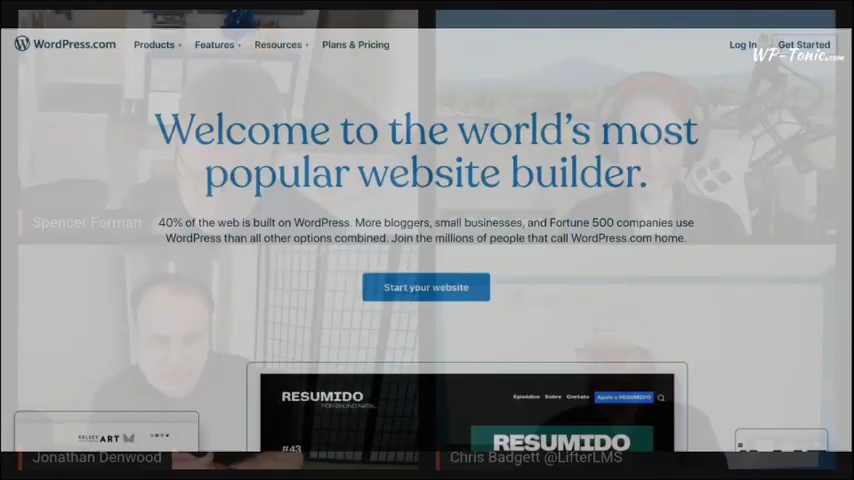 WordPress.com Products Features Resources Plans & Pricing Log In Get Started
WP-Tonic.com
Welcome to the world's most
popular website builder.
Spencer Forman
40% of the web is built on WordPress. More bloggers, small businesses, and Fortune 500 companies use
WordPress than all other options combined. Join the millions of people that call WordPress.com home.
Start your website
RESUMIDO
POR BRUNO NATAL
Episódios Sobre Contato Apoie o RESUMIDO
KELSEY ART
#43
RESUMIDO
Jonathan Denwood
Chris Badgett @LifterLMS